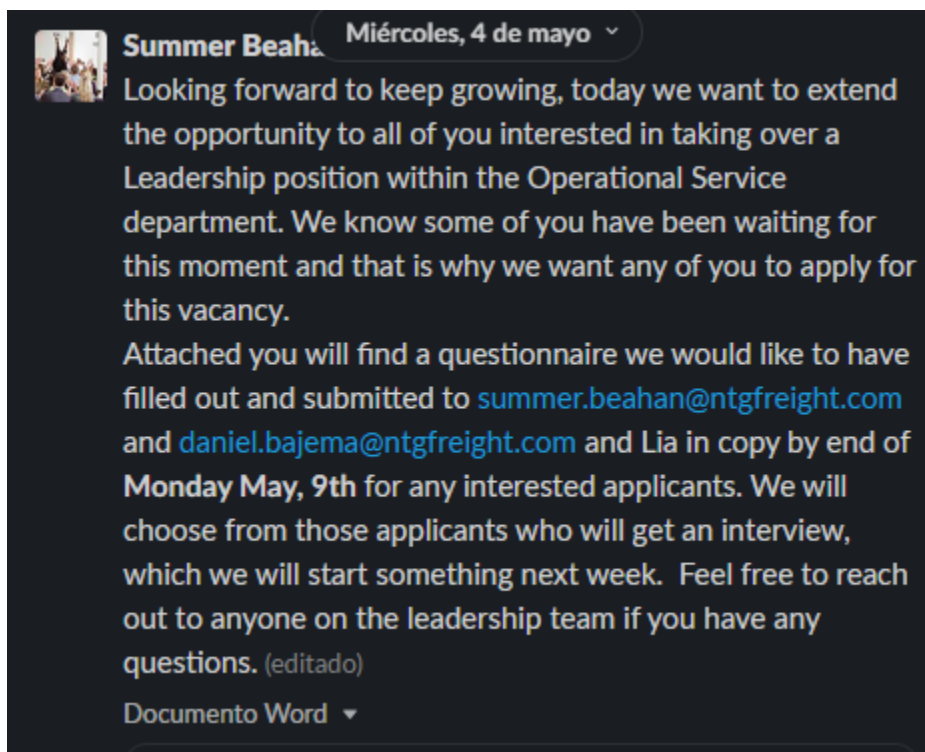 Miércoles, 4 de mayo
Summer Beaha
Looking forward to keep growing, today we want to extend
the opportunity to all of you interested in taking over a
Leadership position within the Operational Service
department. We know some of you have been waiting for
this moment and that is why we want any of you to apply for
this vacancy.
Attached you will find a questionnaire we would like to have
filled out and submitted to summer.beahan@ntgfreight.com
and daniel.bajema@ntgfreight.com and Lia in copy by end of
Monday May, 9th for any interested applicants. We will
choose from those applicants who will get an interview,
which we will start something next week.  Feel free to reach
out to anyone on the leadership team if you have any
questions. (editado)
Documento Word